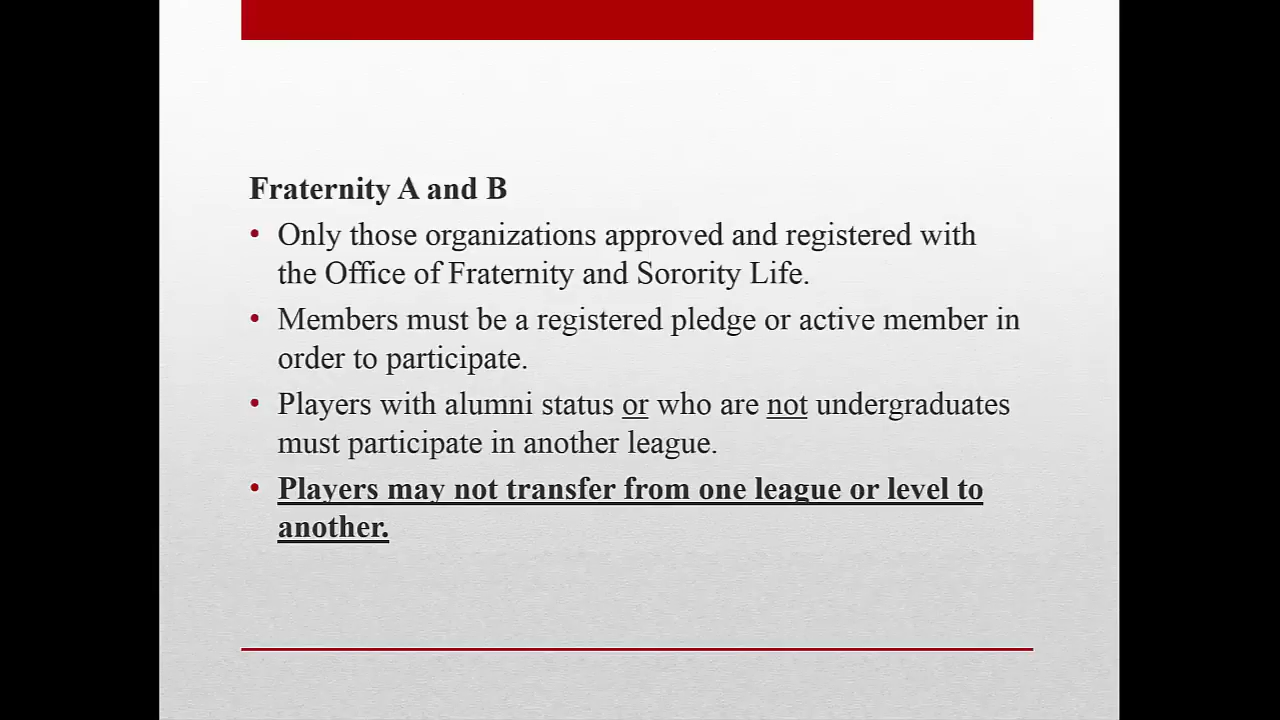 Fraternity A and B
• Only those organizations approved and registered with
the Office of Fraternity and Sorority Life.
• Members must be a registered pledge or active member in
order to participate.
• Players with alumni status or who are not undergraduates
must participate in another league.
• Players may not transfer from one league or level to
another.